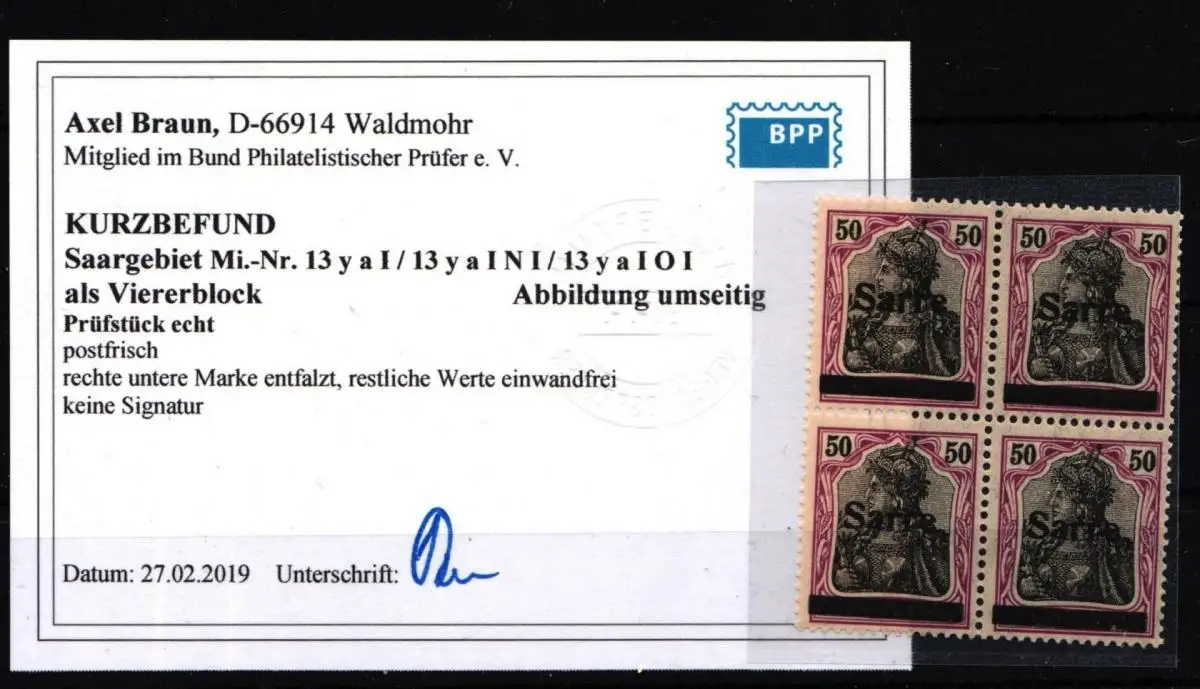 Axel Braun, D-66914 Waldmohr
Mitglied im Bund Philatelistischer Prüfer e. V.
BPP
KURZBEFUND
Saargebiet Mi.-Nr. 13 y a I / 13 y a I N I / 13 y a I O I
als Viererblock Abbildung umseitig
Prüfstück echt
postfrisch
rechte untere Marke entfalzt, restliche Werte einwandfrei
keine Signatur
Datum: 27.02.2019 Unterschrift:
50 50 50 50
Sarre Sarre
50 50 50 50
Sarre Sarre